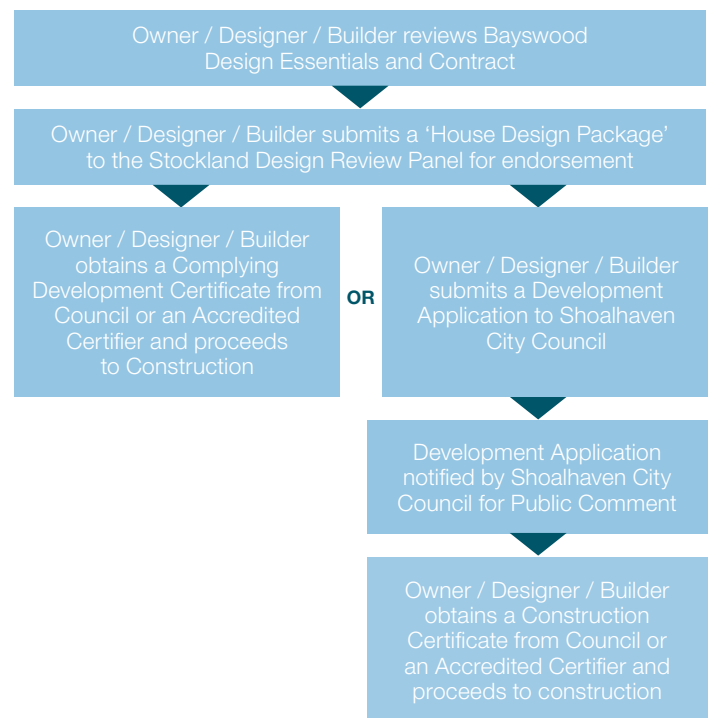 Owner / Designer / Builder reviews Bayswood
Design Essentials and Contract
Owner / Designer / Builder submits a ‘House Design Package’
to the Stockland Design Review Panel for endorsement
Owner / Designer / Builder
obtains a Complying
Development Certificate from
Council or an Accredited
Certifier and proceeds
to Construction
OR
Owner / Designer / Builder
submits a Development
Application to Shoalhaven
City Council
Development Application
notified by Shoalhaven City
Council for Public Comment
Owner / Designer / Builder
obtains a Construction
Certificate from Council or
an Accredited Certifier and
proceeds to construction